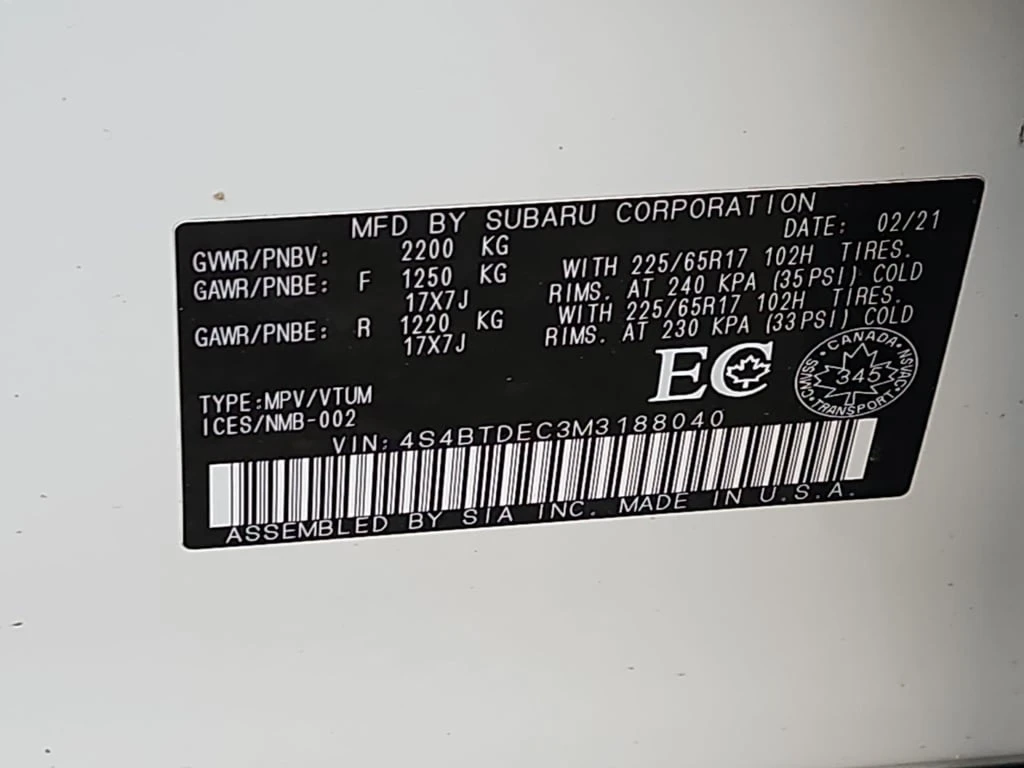 MFD BY SUBARU CORPORATION
DATE: 02/21
GVWR/PNBV: 2200 KG
GAWR/PNBE: F 1250 KG WITH 225/65R17 102H TIRES.
17X7J RIMS. AT 240 KPA (35PSI) COLD
GAWR/PNBE: R 1220 KG WITH 225/65R17 102H TIRES.
17X7J RIMS. AT 230 KPA (33PSI) COLD
EC
CANADA
CMVSS 345 NSVAC
TRANSPORT
TYPE:MPV/VTUM
ICES/NMB-002
VIN: 4S4BTDEC3M3188040
ASSEMBLED BY SIA INC. MADE IN U.S.A.